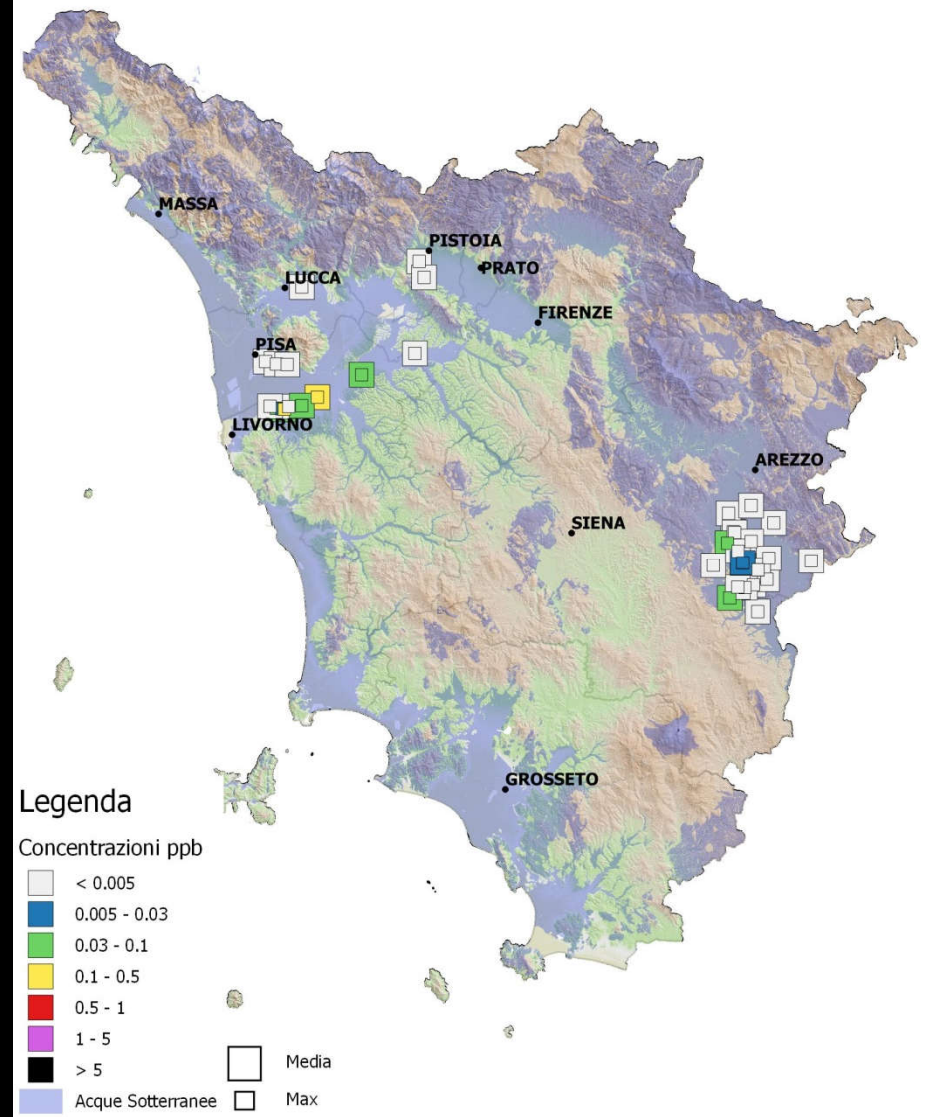 MASSA
PISTOIA
PRATO
LUCCA
FIRENZE
PISA
LIVORNO
AREZZO
SIENA
GROSSETO
Legenda
Concentrazioni ppb
< 0.005
0.005 - 0.03
0.03 - 0.1
0.1 - 0.5
0.5 - 1
1 - 5
> 5
Media
Acque Sotterranee
Max